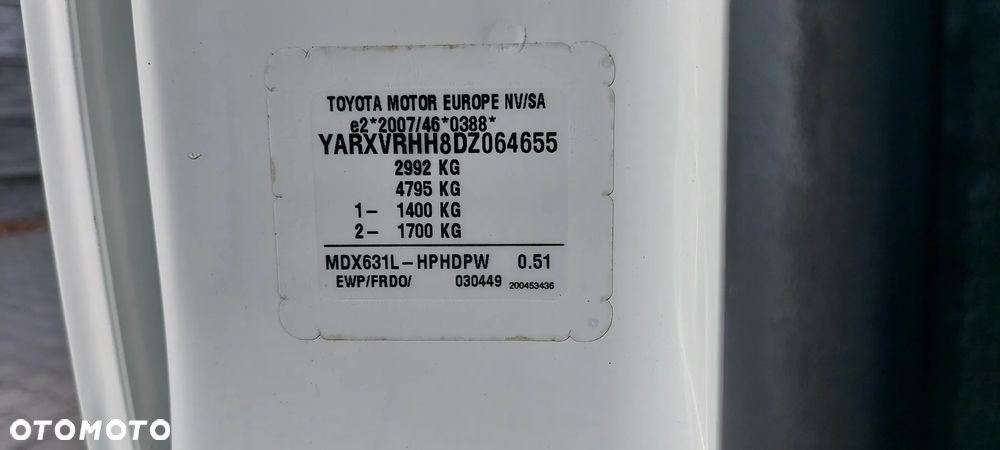 TOYOTA MOTOR EUROPE NV/SA
e2*2007/46*0388*
YARXVRHH8DZ064655
2992 KG
4795 KG
1- 1400 KG
2- 1700 KG
MDX631L-HPHDPW 0.51
EWP/FRDO/ 030449 200453436
OTOMOTO